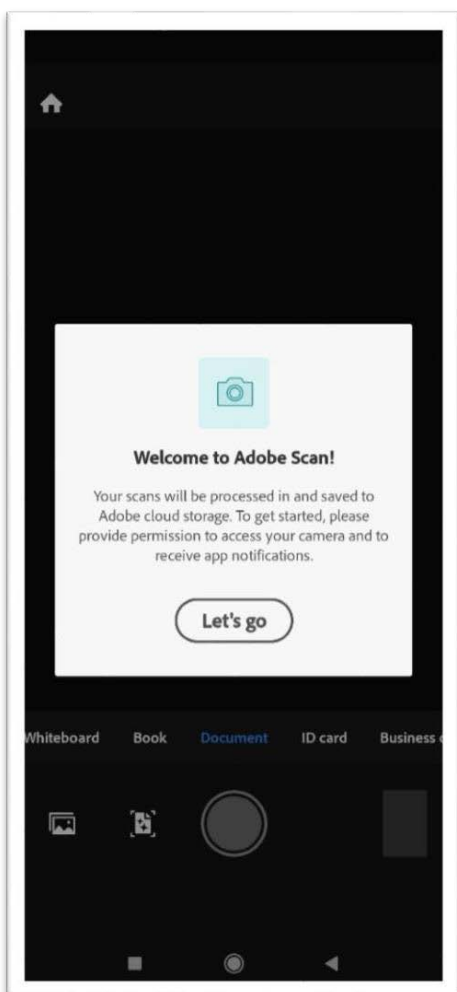 Welcome to Adobe Scan!
Your scans will be processed in and saved to
Adobe cloud storage. To get started, please
provide permission to access your camera and to
receive app notifications.
Let's go
Whiteboard Book Document ID card Business c